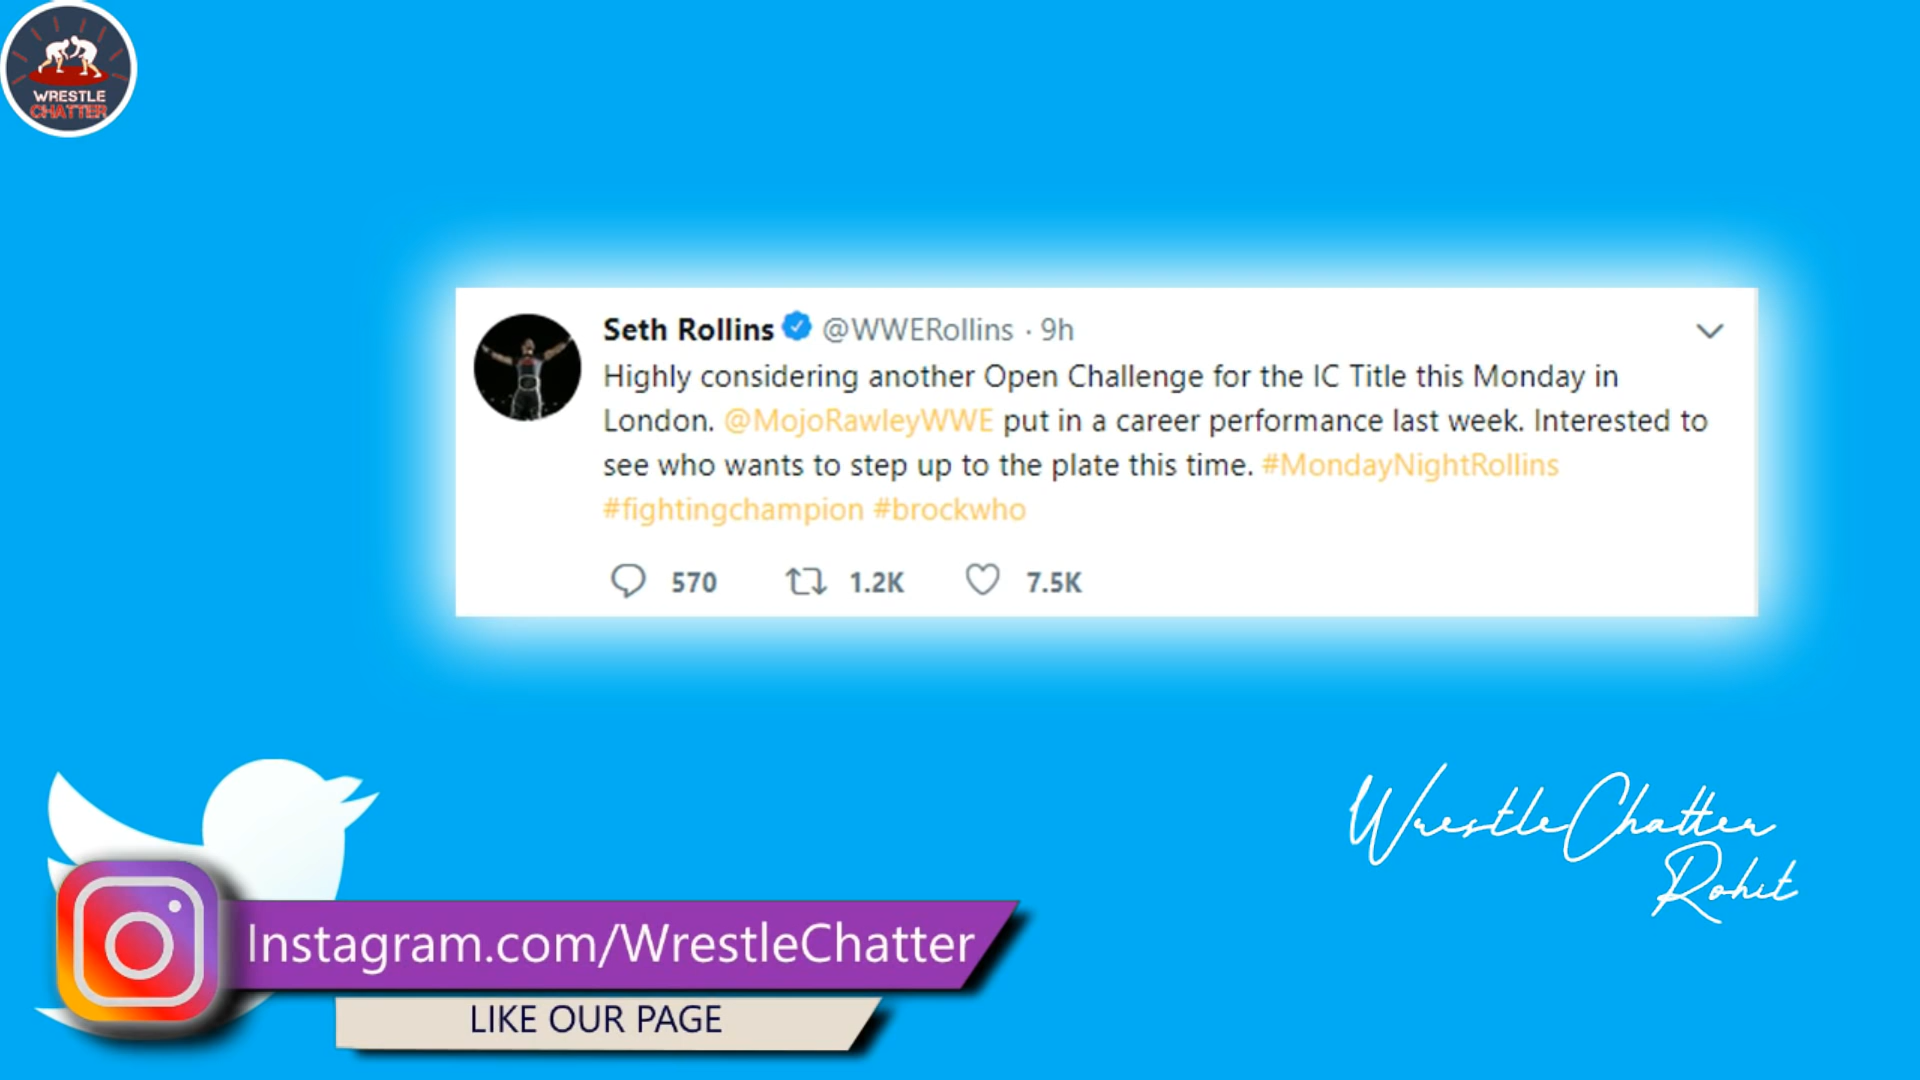 WRESTLE
CHATTER
Seth Rollins @WWERollins · 9h
Highly considering another Open Challenge for the IC Title this Monday in
London. @MojoRawleyWWE put in a career performance last week. Interested to
see who wants to step up to the plate this time. #MondayNightRollins
#fightingchampion #brockwho
570 1.2K 7.5K
WrestleChatter
Rohit
Instagram.com/WrestleChatter
LIKE OUR PAGE